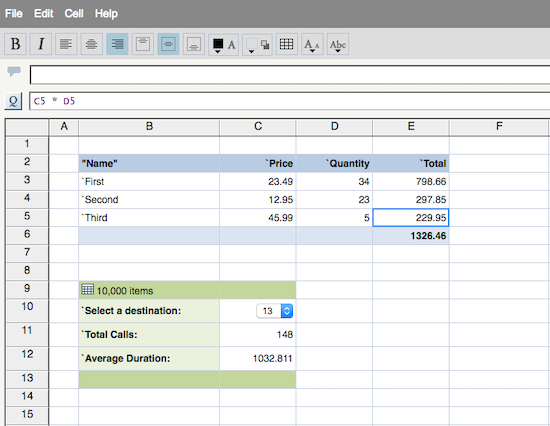 File Edit Cell Help
B I A A A Abc
Q C5 * D5
A B C D E F
1
2 "Name" `Price `Quantity `Total
3 `First 23.49 34 798.66
4 `Second 12.95 23 297.85
5 `Third 45.99 5 229.95
6 1326.46
7
8
9 10,000 items
10 `Select a destination: 13
11 `Total Calls: 148
12 `Average Duration: 1032.811
13
14
15